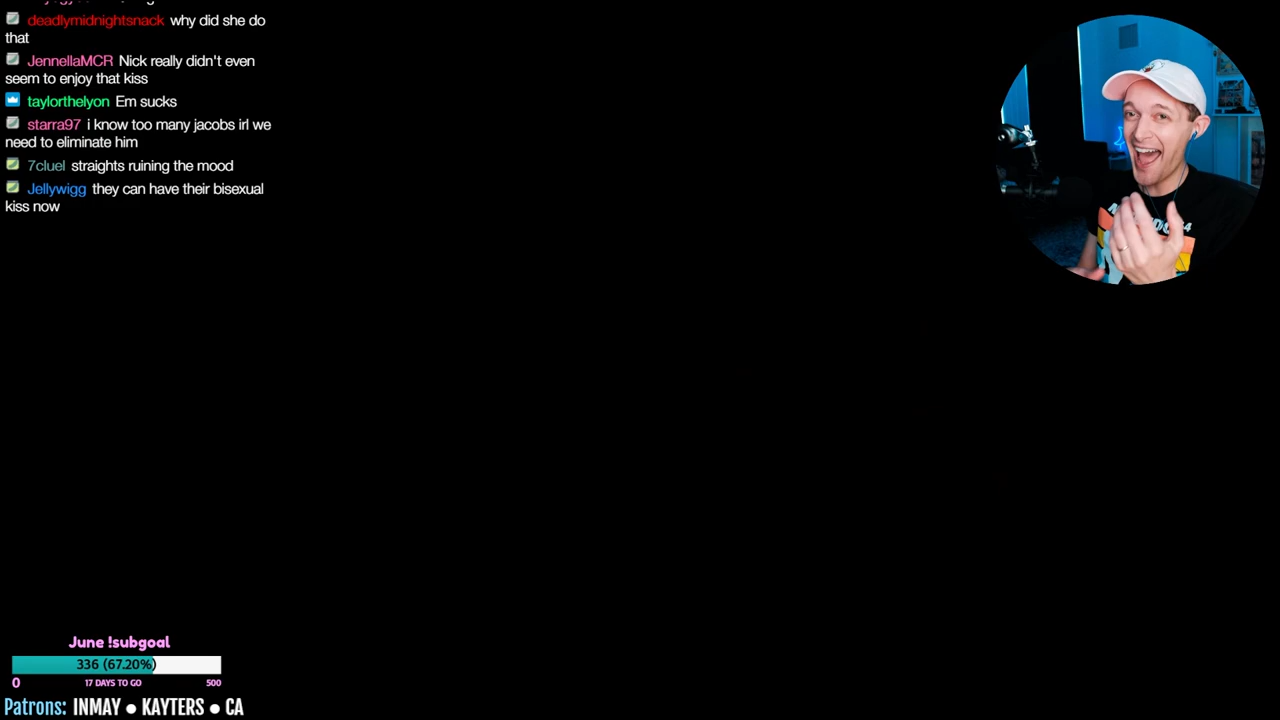 deadlymidnightsnack why did she do
that
JennellaMCR Nick really didn't even
seem to enjoy that kiss
taylorthelyon Em sucks
starra97 i know too many jacobs irl we
need to eliminate him
7cluel straights ruining the mood
Jellywigg they can have their bisexual
kiss now
June !subgoal
336 (67.20%)
0 17 DAYS TO GO 500
Patrons: INMAY ● KAYTERS ● CA